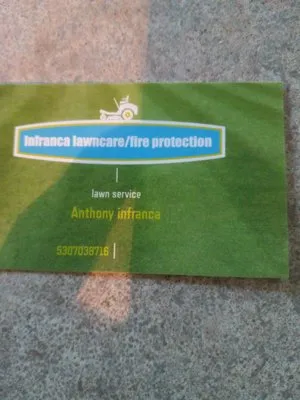 Infranca lawncare/fire protection
lawn service
Anthony infranca
5307038716